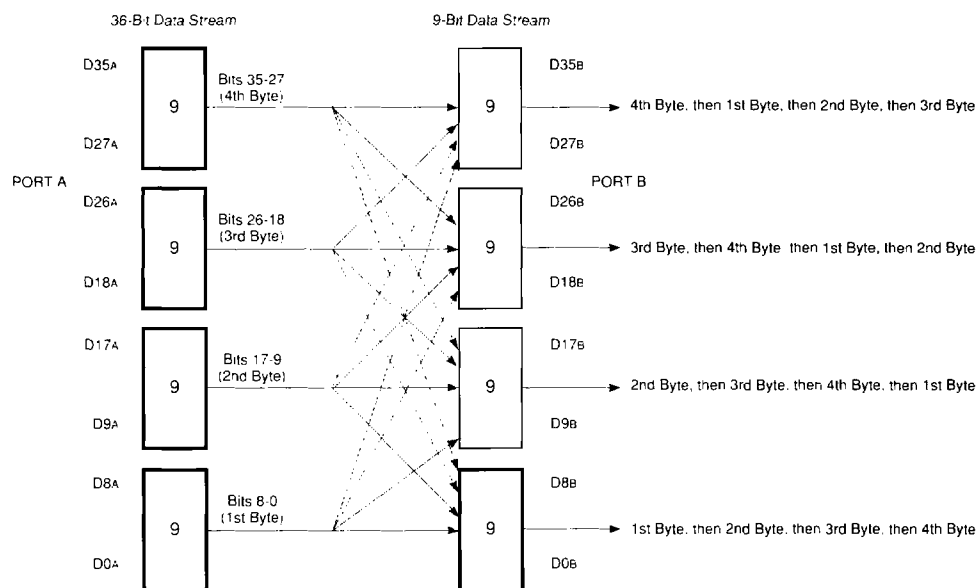 36-Bit Data Stream
9-Bit Data Stream
D35A
9
Bits 35-27
(4th Byte)
D27A
9
D35B
D27B
4th Byte, then 1st Byte, then 2nd Byte, then 3rd Byte
PORT A
PORT B
D26A
9
Bits 26-18
(3rd Byte)
D18A
9
D26B
D18B
3rd Byte, then 4th Byte then 1st Byte, then 2nd Byte
D17A
9
Bits 17-9
(2nd Byte)
D9A
9
D17B
D9B
2nd Byte, then 3rd Byte, then 4th Byte, then 1st Byte
D8A
9
Bits 8-0
(1st Byte)
D0A
9
D8B
D0B
1st Byte, then 2nd Byte, then 3rd Byte, then 4th Byte